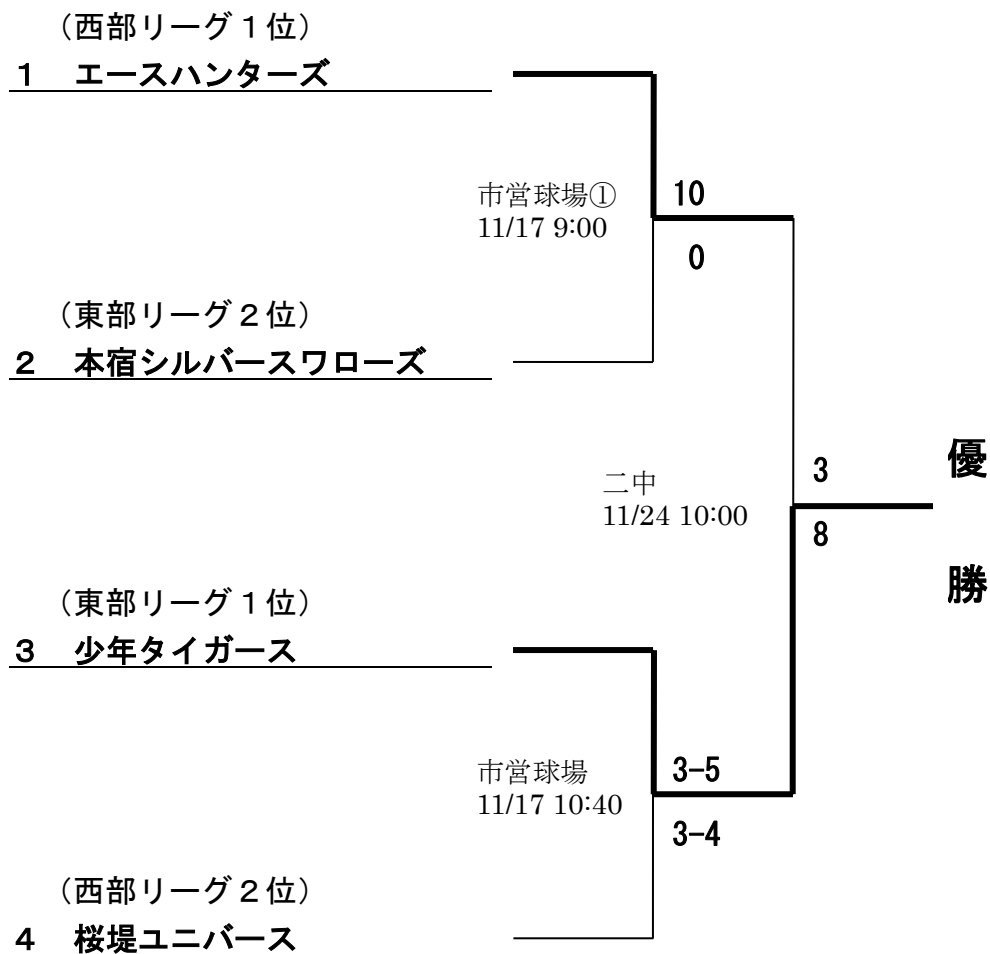 （西部リーグ１位）
１　エースハンターズ
市営球場①
11/17 9:00
10
0
（東部リーグ２位）
２　本宿シルバースワローズ
二中
11/24 10:00
3
8
優
勝
（東部リーグ１位）
３　少年タイガース
市営球場
11/17 10:40
3-5
3-4
（西部リーグ２位）
４　桜堤ユニバース